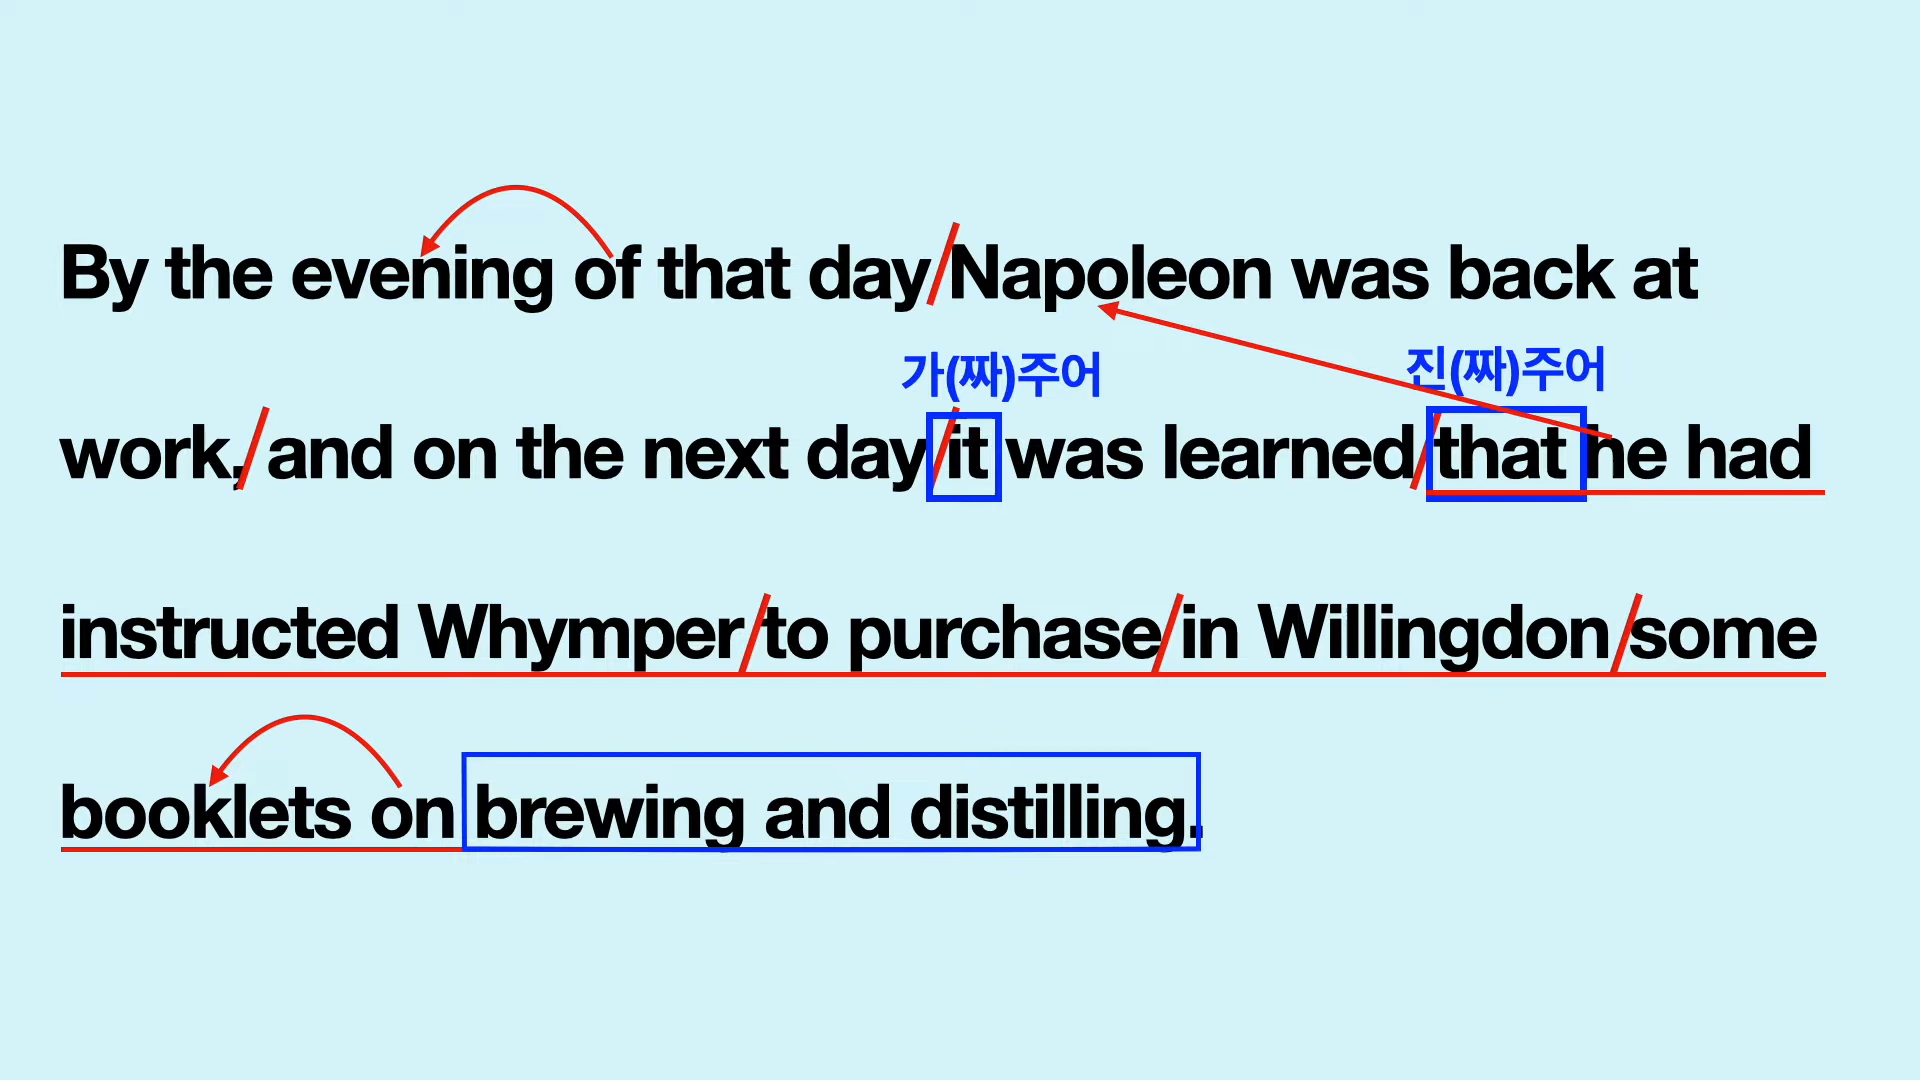 By the evening of that day Napoleon was back at
가(짜)주어 진(짜)주어
work, and on the next day it was learned that he had
instructed Whymper to purchase in Willingdon some
booklets on brewing and distilling.